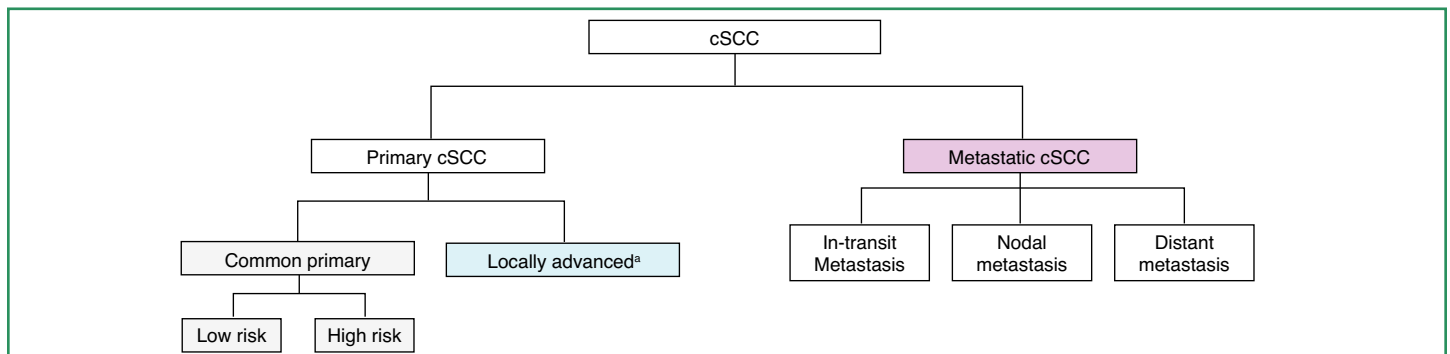 cSCC
Primary cSCC
Metastatic cSCC
Common primary
Locally advancedᵃ
In-transit
Metastasis
Nodal
metastasis
Distant
metastasis
Low risk
High risk